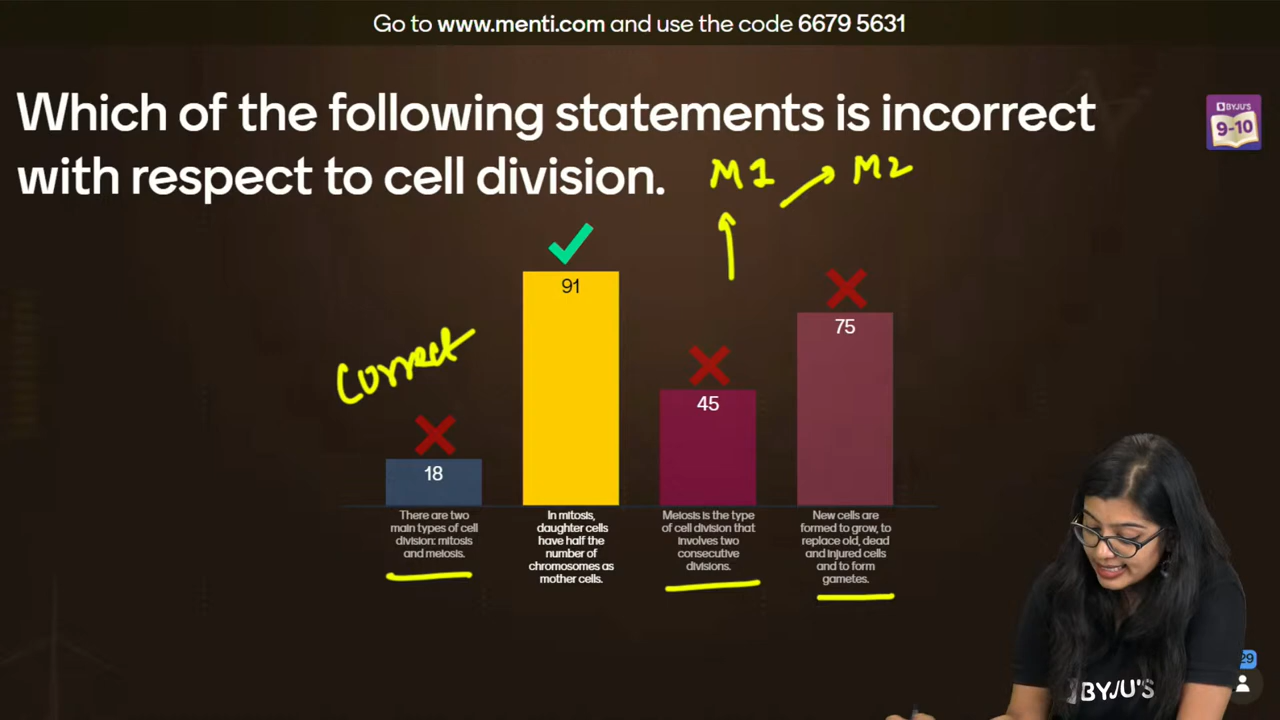 Go to www.menti.com and use the code 6679 5631
Which of the following statements is incorrect
with respect to cell division.
BYJU'S
9-10
M1
M2
91
75
Correct
45
18
There are two
main types of cell
division: mitosis
and meiosis.
In mitosis,
daughter cells
have half the
number of
chromosomes as
mother cells.
Meiosis is the type
of cell division that
involves two
consecutive
divisions.
New cells are
formed to grow, to
replace old, dead
and injured cells
and to form
gametes.
29
BYJU'S